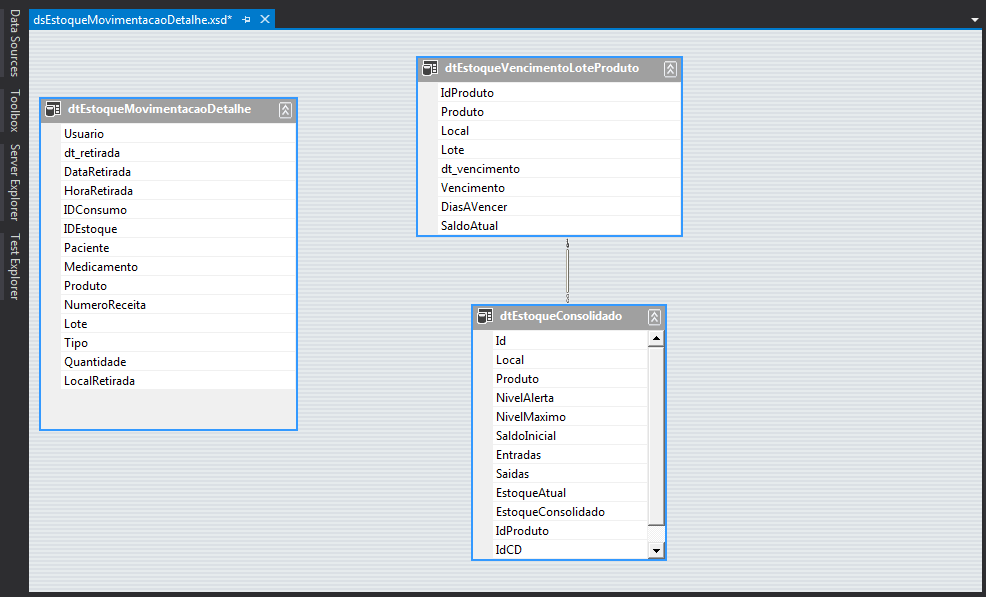 dsEstoqueMovimentacaoDetalhe.xsd*
Data Sources
Toolbox
Server Explorer
Test Explorer
dtEstoqueMovimentacaoDetalhe
Usuario
dt_retirada
DataRetirada
HoraRetirada
IDConsumo
IDEstoque
Paciente
Medicamento
Produto
NumeroReceita
Lote
Tipo
Quantidade
LocalRetirada
dtEstoqueVencimentoLoteProduto
IdProduto
Produto
Local
Lote
dt_vencimento
Vencimento
DiasAVencer
SaldoAtual
dtEstoqueConsolidado
Id
Local
Produto
NivelAlerta
NivelMaximo
SaldoInicial
Entradas
Saidas
EstoqueAtual
EstoqueConsolidado
IdProduto
IdCD